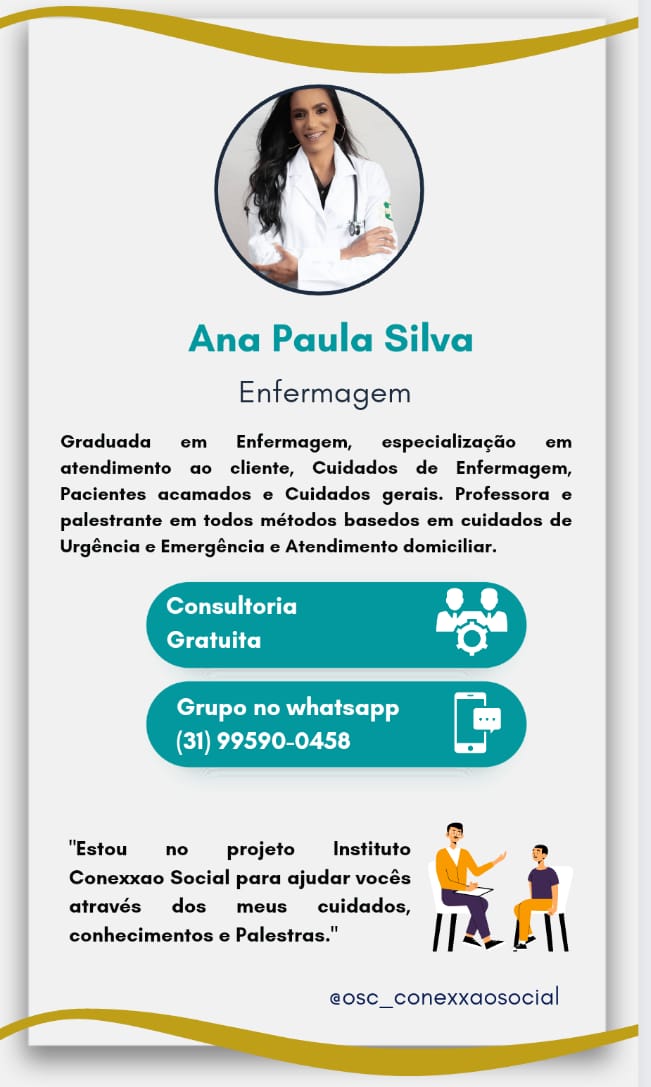 Ana Paula Silva
Enfermagem
Graduada em Enfermagem, especialização em
atendimento ao cliente, Cuidados de Enfermagem,
Pacientes acamados e Cuidados gerais. Professora e
palestrante em todos métodos basedos em cuidados de
Urgência e Emergência e Atendimento domiciliar.
Consultoria
Gratuita
Grupo no whatsapp
(31) 99590-0458
"Estou no projeto Instituto
Conexxao Social para ajudar vocês
através dos meus cuidados,
conhecimentos e Palestras."
@osc_conexxaosocial